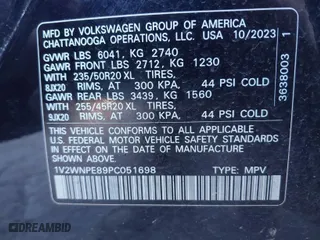 MFD BY VOLKSWAGEN GROUP OF AMERICA
CHATTANOOGA OPERATIONS, LLC. USA 10/2023
GVWR LBS 6041, KG 2740
GAWR FRONT LBS 2712, KG 1230
WITH
235/50R20 XL TIRES.
8JX20 RIMS, AT 300 KPA, 44 PSI COLD
GAWR REAR LBS 3439, KG 1560
WITH
255/45R20 XL TIRES.
9JX20 RIMS, AT 300 KPA, 44 PSI COLD
THIS VEHICLE CONFORMS TO ALL APPLICABLE
FEDERAL MOTOR VEHICLE SAFETY AND THEFT
PREVENTION STANDARDS IN EFFECT ON THE DATE
OF MANUFACTURE SHOWN ABOVE.
1V2WNPE89PC051698 TYPE: MPV
3638003 1
BidFax